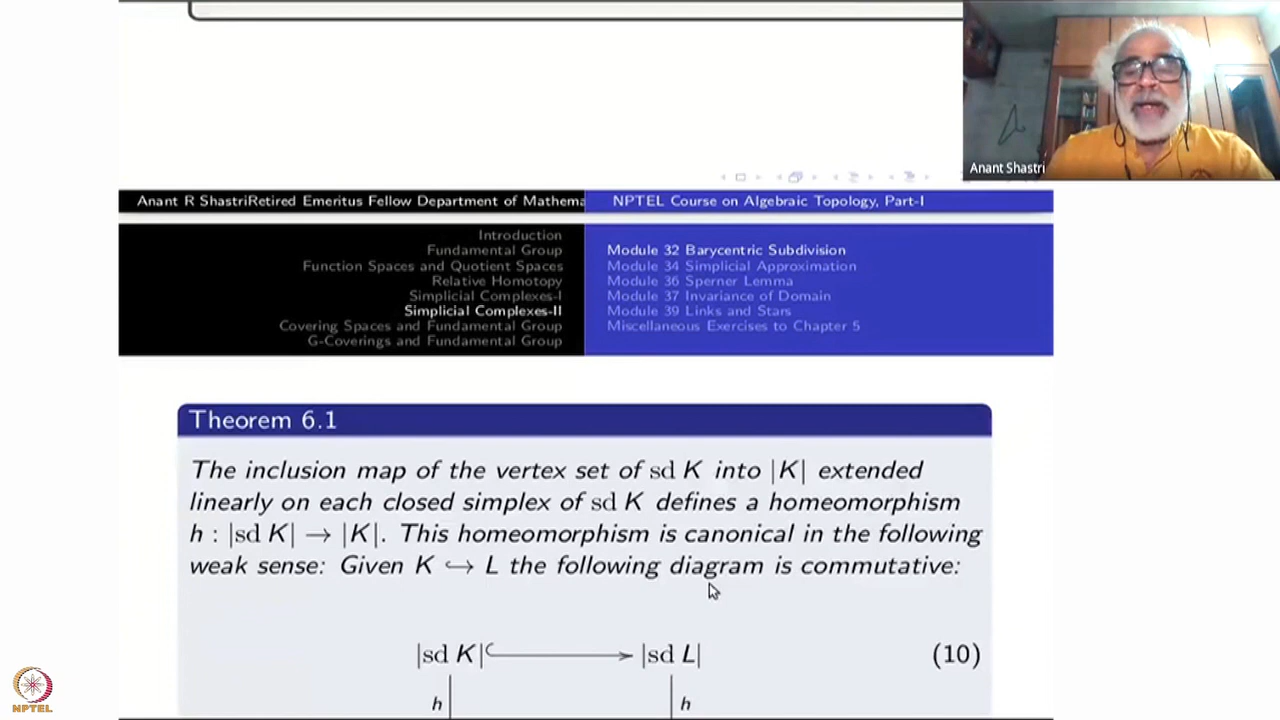 Anant Shastri
Anant R ShastriRetired Emeritus Fellow Department of Mathema
NPTEL Course on Algebraic Topology, Part-I
Introduction
Fundamental Group
Function Spaces and Quotient Spaces
Relative Homotopy
Simplicial Complexes-I
Simplicial Complexes-II
Covering Spaces and Fundamental Group
G-Coverings and Fundamental Group
Module 32 Barycentric Subdivision
Module 34 Simplicial Approximation
Module 36 Sperner Lemma
Module 37 Invariance of Domain
Module 39 Links and Stars
Miscellaneous Exercises to Chapter 5
Theorem 6.1
The inclusion map of the vertex set of sd K into |K| extended
linearly on each closed simplex of sd K defines a homeomorphism
h : |sd K| → |K|. This homeomorphism is canonical in the following
weak sense: Given K ↪ L the following diagram is commutative:
|sd K| ↪ |sd L| (10)
h h
NPTEL